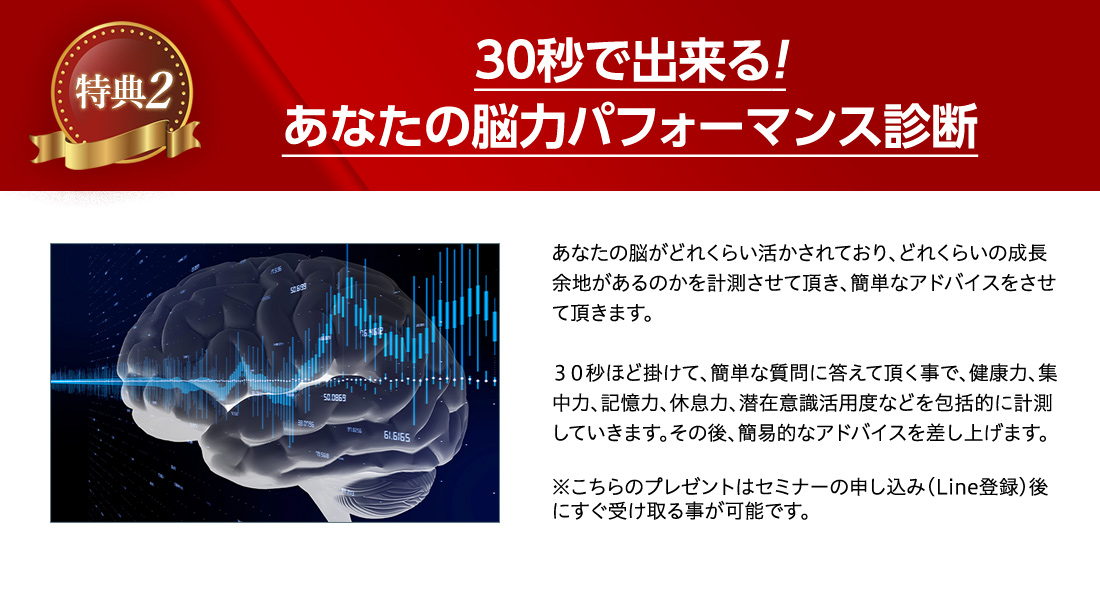 特典2
30秒で出来る!
あなたの脳力パフォーマンス診断
あなたの脳がどれくらい活かされており、どれくらいの成長
余地があるのかを計測させて頂き、簡単なアドバイスをさせ
て頂きます。
３０秒ほど掛けて、簡単な質問に答えて頂く事で、健康力、集
中力、記憶力、休息力、潜在意識活用度などを包括的に計測
していきます。その後、簡易的なアドバイスを差し上げます。
※こちらのプレゼントはセミナーの申し込み（Line登録）後
にすぐ受け取る事が可能です。
50.0869
61.6165